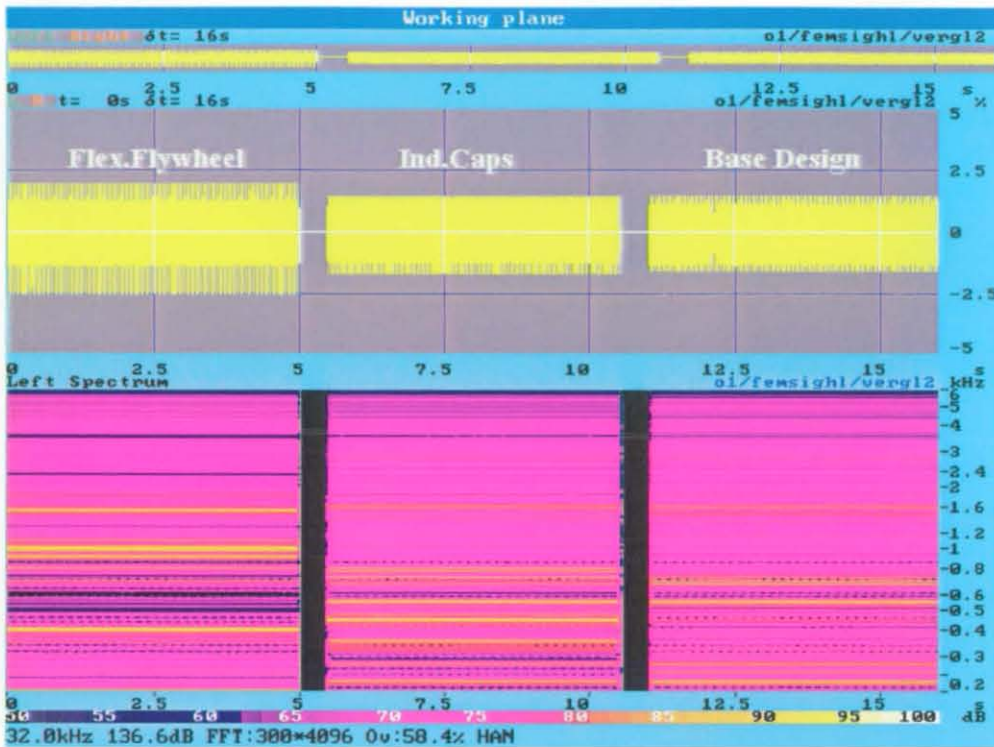 Working plane
δt= 16s o1/femsigh1/vergl2
0 2.5 5 7.5 10 12.5 15 s
t= 0s δt= 16s o1/femsigh1/vergl2 %
5
Flex.Flywheel Ind.Caps Base Design
2.5
0
-2.5
-5
0 2.5 5 7.5 10 12.5 15 s
Left Spectrum o1/femsigh1/vergl2 kHz
6
5
4
3
2.4
2
1.6
1.2
1
0.8
0.6
0.5
0.4
0.3
0.2
0 2.5 5 7.5 10 12.5 15 s
50 55 60 65 70 75 80 85 90 95 100 dB
32.0kHz 136.6dB FFT:300*4096 Ov:58.4% HAN